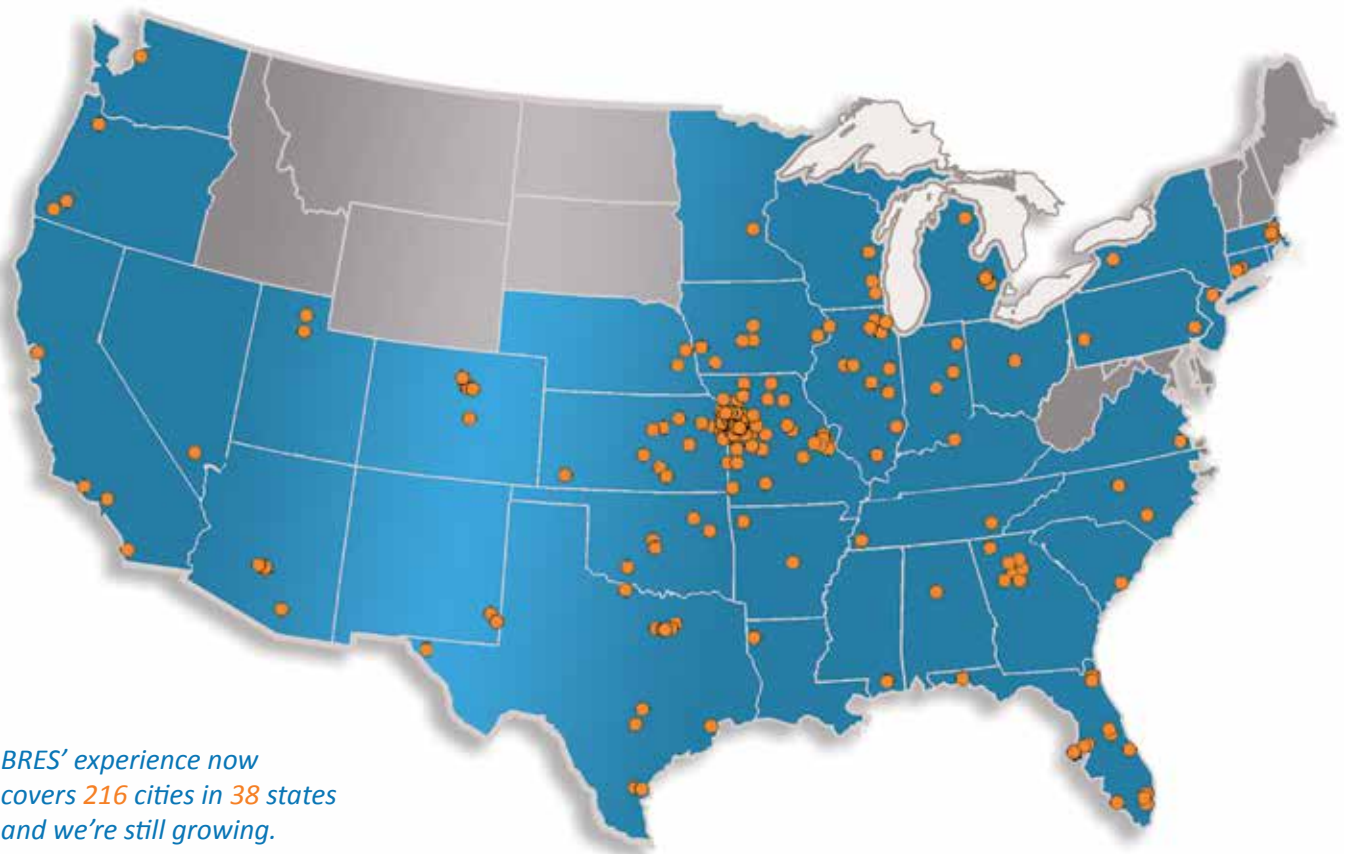 BRES’ experience now
covers 216 cities in 38 states
and we’re still growing.